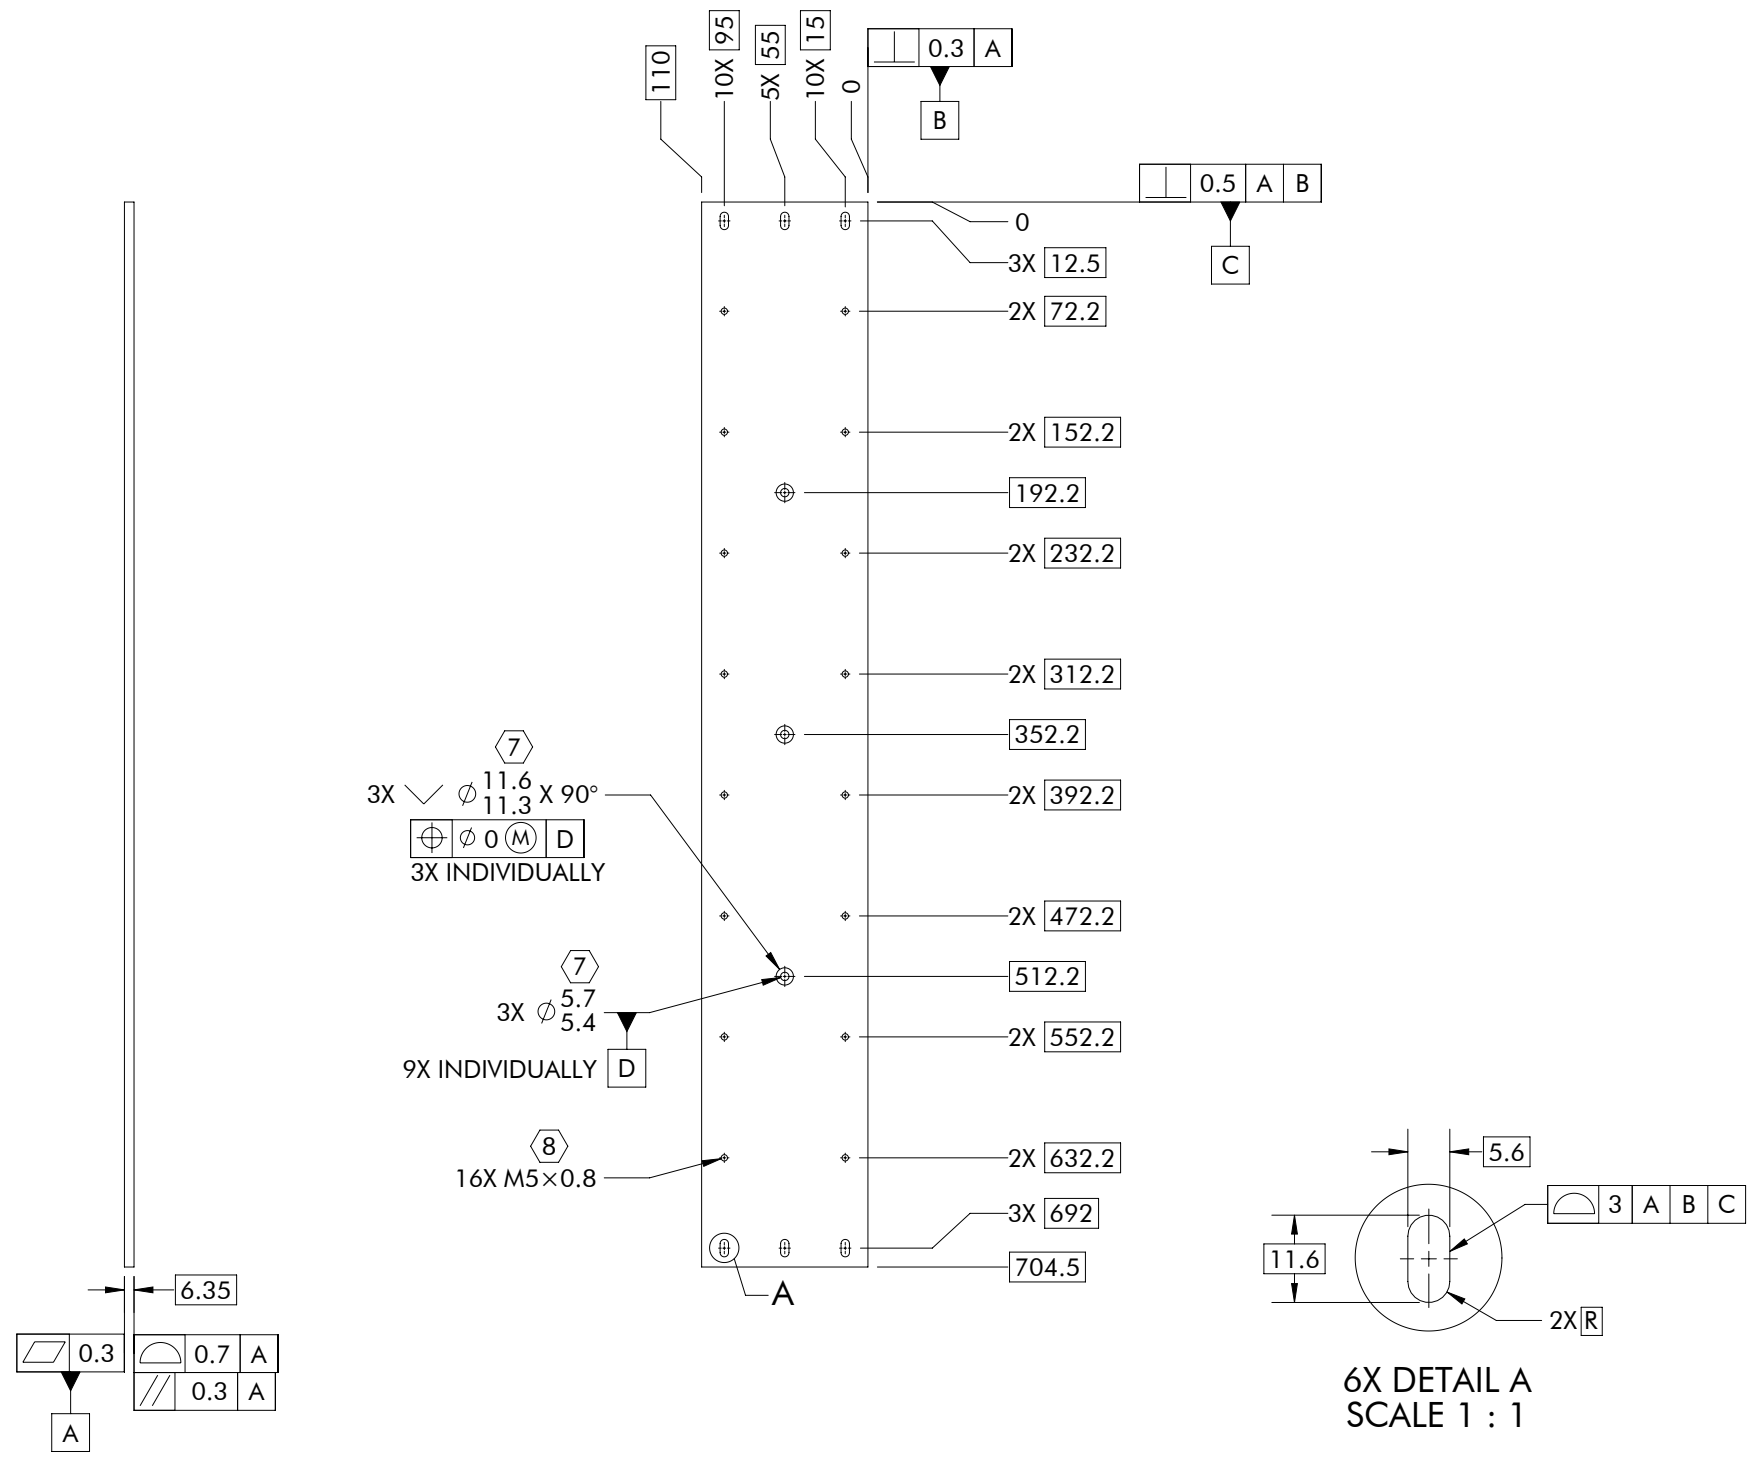 110
10X 95
5X 55
10X 15
0
⊥ 0.3 A
B
⊥ 0.5 A B
C
0
3X 12.5
2X 72.2
2X 152.2
192.2
2X 232.2
2X 312.2
352.2
2X 392.2
2X 472.2
512.2
2X 552.2
2X 632.2
3X 692
704.5
7
3X ⌵ ⌀ 11.6 X 90°
11.3
⌖ ⌀ 0 Ⓜ D
3X INDIVIDUALLY
7
3X ⌀ 5.7
5.4
9X INDIVIDUALLY D
8
16X M5×0.8
A
6.35
⏥ 0.3
A
⌓ 0.7 A
// 0.3 A
5.6
⌓ 3 A B C
11.6
2X R
6X DETAIL A
SCALE 1 : 1